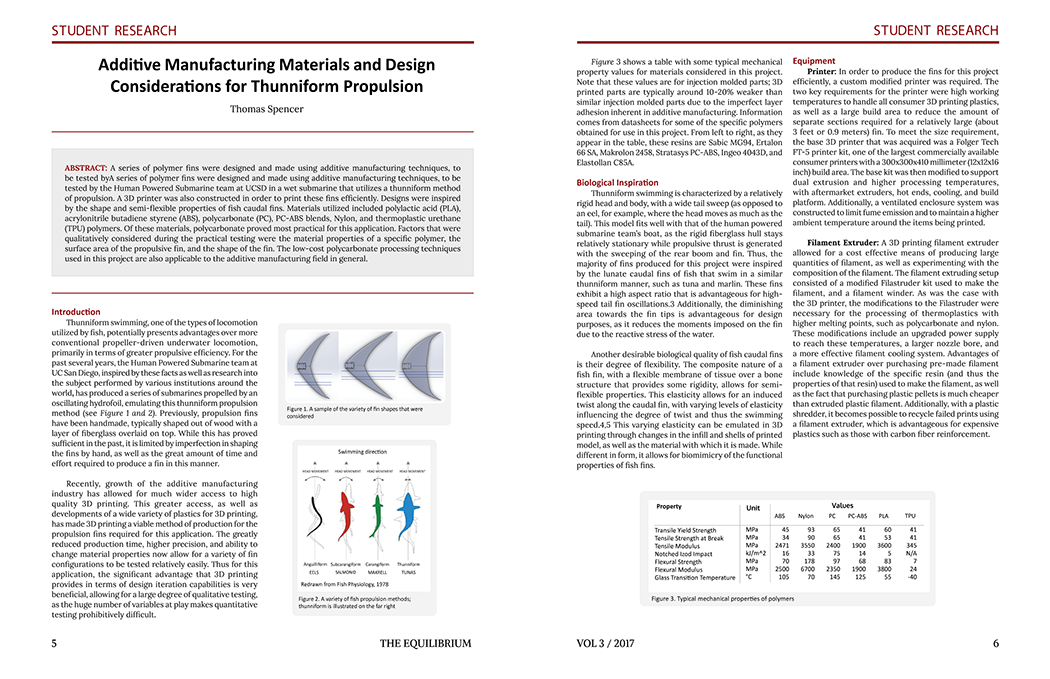 STUDENT RESEARCH
Additive Manufacturing Materials and Design
Considerations for Thunniform Propulsion
Thomas Spencer
ABSTRACT: A series of polymer fins were designed and made using additive manufacturing techniques, to
be tested byA series of polymer fins were designed and made using additive manufacturing techniques, to be
tested by the Human Powered Submarine team at UCSD in a wet submarine that utilizes a thunniform method
of propulsion. A 3D printer was also constructed in order to print these fins efficiently. Designs were inspired
by the shape and semi-flexible properties of fish caudal fins. Materials utilized included polylactic acid (PLA),
acrylonitrile butadiene styrene (ABS), polycarbonate (PC), PC-ABS blends, Nylon, and thermoplastic urethane
(TPU) polymers. Of these materials, polycarbonate proved most practical for this application. Factors that were
qualitatively considered during the practical testing were the material properties of a specific polymer, the
surface area of the propulsive fin, and the shape of the fin. The low-cost polycarbonate processing techniques
used in this project are also applicable to the additive manufacturing field in general.
Introduction
Thunniform swimming, one of the types of locomotion
utilized by fish, potentially presents advantages over more
conventional propeller-driven underwater locomotion,
primarily in terms of greater propulsive efficiency. For the
past several years, the Human Powered Submarine team at
UC San Diego, inspired by these facts as well as research into
the subject performed by various institutions around the
world, has produced a series of submarines propelled by an
oscillating hydrofoil, emulating this thunniform propulsion
method (see Figure 1 and 2). Previously, propulsion fins
have been handmade, typically shaped out of wood with a
layer of fiberglass overlaid on top. While this has proved
sufficient in the past, it is limited by imperfection in shaping
the fins by hand, as well as the great amount of time and
effort required to produce a fin in this manner.
Recently, growth of the additive manufacturing
industry has allowed for much wider access to high
quality 3D printing. This greater access, as well as
developments of a wide variety of plastics for 3D printing,
has made 3D printing a viable method of production for the
propulsion fins required for this application. The greatly
reduced production time, higher precision, and ability to
change material properties now allow for a variety of fin
configurations to be tested relatively easily. Thus for this
application, the significant advantage that 3D printing
provides in terms of design iteration capabilities is very
beneficial, allowing for a large degree of qualitative testing,
as the huge number of variables at play makes quantitative
testing prohibitively difficult.
Figure 1. A sample of the variety of fin shapes that were
considered
Swimming direction
HEAD MOVEMENT HEAD MOVEMENT HEAD MOVEMENT HEAD MOVEMENT
Anguilliform Subcarangiform Carangiform Thunniform
EELS SALMONID MAKRELL TUNAS
Redrawn from Fish Physiology, 1978
Figure 2. A variety of fish propulsion methods;
thunniform is illustrated on the far right
5 THE EQUILIBRIUM
STUDENT RESEARCH
Figure 3 shows a table with some typical mechanical
property values for materials considered in this project.
Note that these values are for injection molded parts; 3D
printed parts are typically around 10-20% weaker than
similar injection molded parts due to the imperfect layer
adhesion inherent in additive manufacturing. Information
comes from datasheets for some of the specific polymers
obtained for use in this project. From left to right, as they
appear in the table, these resins are Sabic MG94, Ertalon
66 SA, Makrolon 2458, Stratasys PC-ABS, Ingeo 4043D, and
Elastollan C85A.
Biological Inspiration
Thunniform swimming is characterized by a relatively
rigid head and body, with a wide tail sweep (as opposed to
an eel, for example, where the head moves as much as the
tail). This model fits well with that of the human powered
submarine team's boat, as the rigid fiberglass hull stays
relatively stationary while propulsive thrust is generated
with the sweeping of the rear boom and fin. Thus, the
majority of fins produced for this project were inspired
by the lunate caudal fins of fish that swim in a similar
thunniform manner, such as tuna and marlin. These fins
exhibit a high aspect ratio that is advantageous for high-
speed tail fin oscillations.3 Additionally, the diminishing
area towards the fin tips is advantageous for design
purposes, as it reduces the moments imposed on the fin
due to the reactive stress of the water.
Another desirable biological quality of fish caudal fins
is their degree of flexibility. The composite nature of a
fish fin, with a flexible membrane of tissue over a bone
structure that provides some rigidity, allows for semi-
flexible properties. This elasticity allows for an induced
twist along the caudal fin, with varying levels of elasticity
influencing the degree of twist and thus the swimming
speed.4,5 This varying elasticity can be emulated in 3D
printing through changes in the infill and shells of printed
model, as well as the material with which it is made. While
different in form, it allows for biomimicry of the functional
properties of fish fins.
Equipment
Printer: In order to produce the fins for this project
efficiently, a custom modified printer was required. The
two key requirements for the printer were high working
temperatures to handle all consumer 3D printing plastics,
as well as a large build area to reduce the amount of
separate sections required for a relatively large (about
3 feet or 0.9 meters) fin. To meet the size requirement,
the base 3D printer that was acquired was a Folger Tech
FT-5 printer kit, one of the largest commercially available
consumer printers with a 300x300x410 millimeter (12x12x16
inch) build area. The base kit was then modified to support
dual extrusion and higher processing temperatures,
with aftermarket extruders, hot ends, cooling, and build
platform. Additionally, a ventilated enclosure system was
constructed to limit fume emission and to maintain a higher
ambient temperature around the items being printed.
Filament Extruder: A 3D printing filament extruder
allowed for a cost effective means of producing large
quantities of filament, as well as experimenting with the
composition of the filament. The filament extruding setup
consisted of a modified Filastruder kit used to make the
filament, and a filament winder. As was the case with
the 3D printer, the modifications to the Filastruder were
necessary for the processing of thermoplastics with
higher melting points, such as polycarbonate and nylon.
These modifications include an upgraded power supply
to reach these temperatures, a larger nozzle bore, and
a more effective filament cooling system. Advantages of
a filament extruder over purchasing pre-made filament
include knowledge of the specific resin (and thus the
properties of that resin) used to make the filament, as well
as the fact that purchasing plastic pellets is much cheaper
than extruded plastic filament. Additionally, with a plastic
shredder, it becomes possible to recycle failed prints using
a filament extruder, which is advantageous for expensive
plastics such as those with carbon fiber reinforcement.
Property Unit Values
ABS Nylon PC PC-ABS PLA TPU
Transile Yield Strength MPa 45 93 65 41 60 41
Tensile Strength at Break MPa 34 90 65 41 53 41
Tensile Modulus MPa 2471 3550 2400 1900 3600 345
Notched Izod Impact kJ/m^2 16 33 75 14 5 N/A
Flexural Strength MPa 70 178 97 68 83 7
Flexural Modulus MPa 2500 6700 2350 1900 3800 24
Glass Transition Temperature °C 105 70 145 125 55 -40
Figure 3. Typical mechanical properties of polymers
VOL 3 / 2017 6